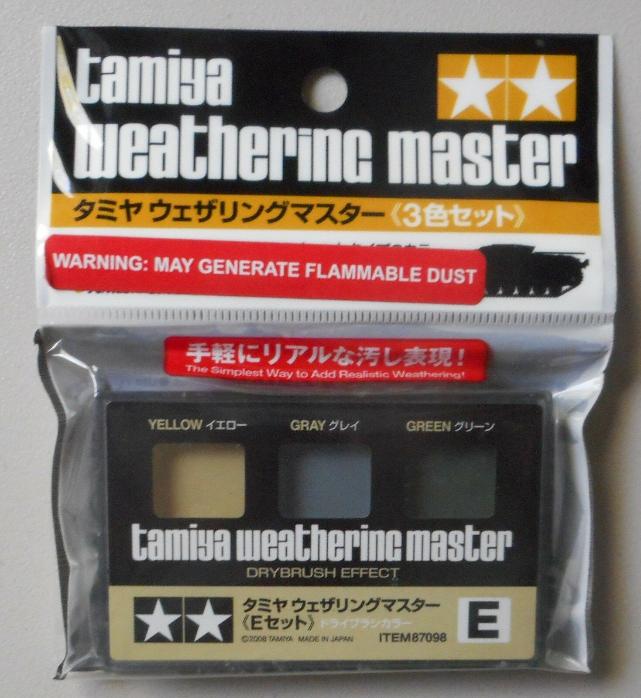 tamiya
weathering master
タミヤ ウェザリングマスター《3色セット》
WARNING: MAY GENERATE FLAMMABLE DUST
手軽にリアルな汚し表現!
The Simplest Way to Add Realistic Weathering!
YELLOW イエロー GRAY グレイ GREEN グリーン
tamiya weathering master
DRYBRUSH EFFECT
タミヤ ウェザリングマスター
《Eセット》ドライブラシカラー
©2008 TAMIYA MADE IN JAPAN ITEM87098
E